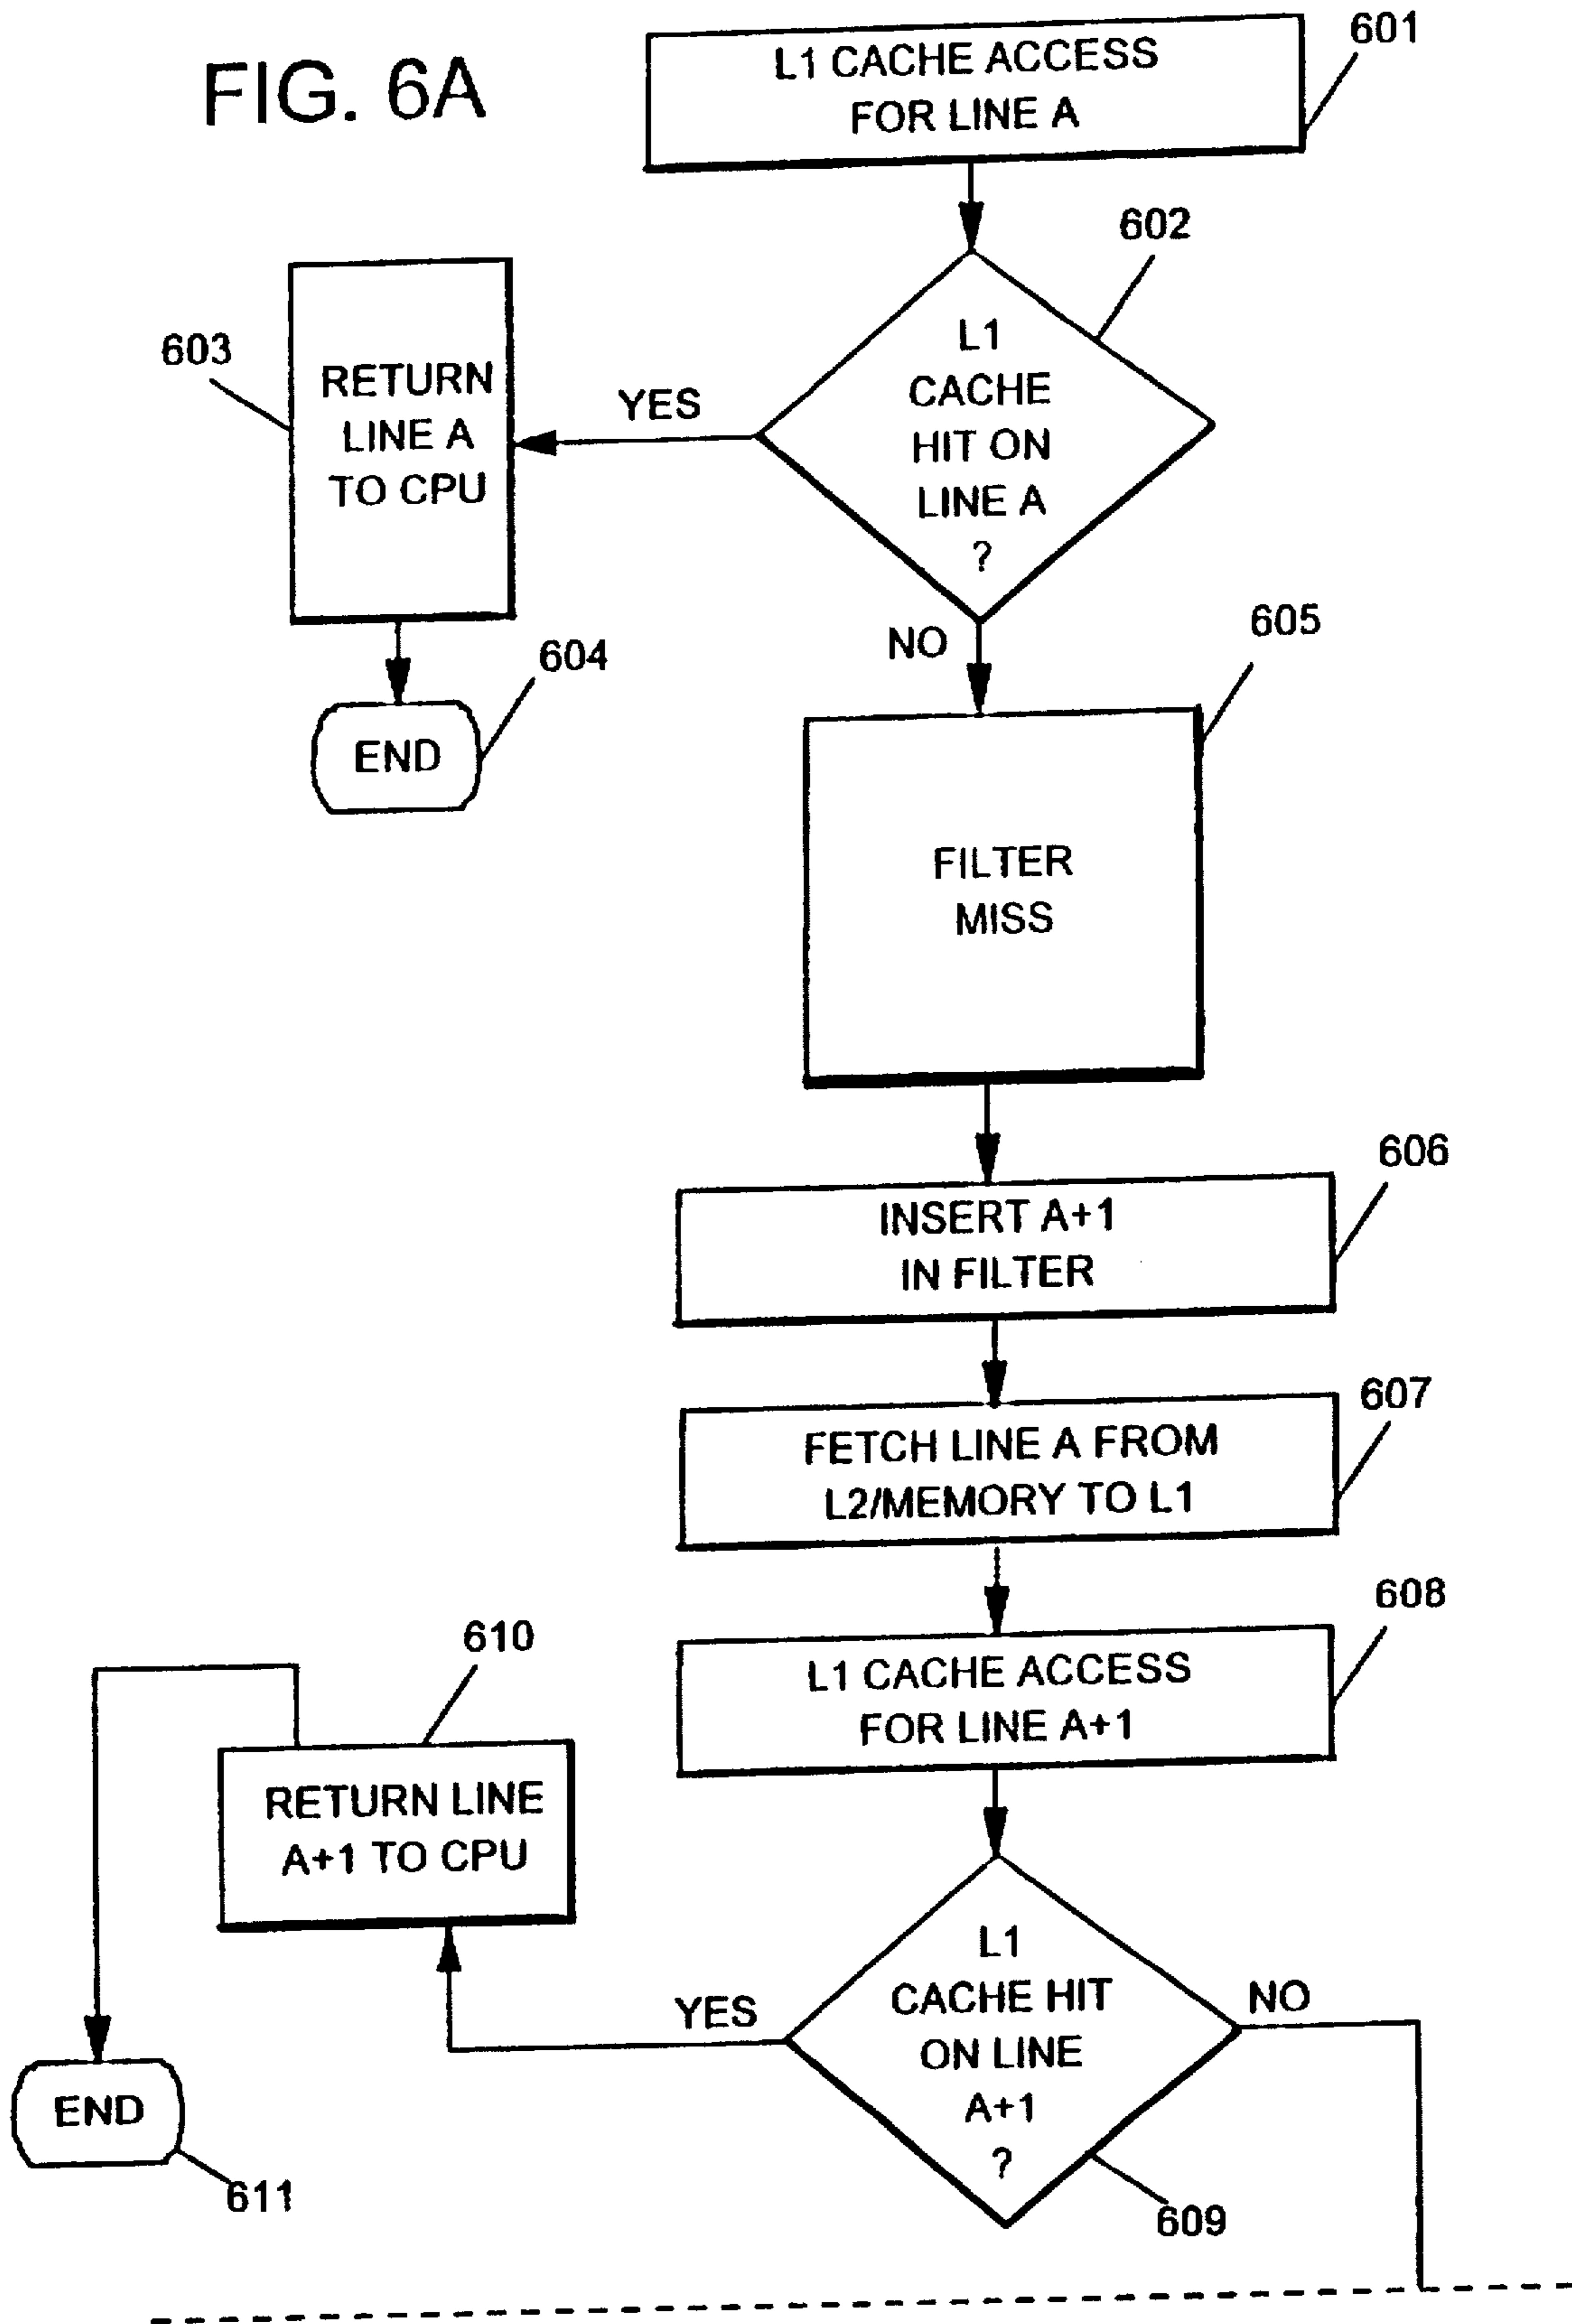 FIG. 6A
L1 CACHE ACCESS
FOR LINE A
601
602
L1
CACHE
HIT ON
LINE A
?
YES
603
RETURN
LINE A
TO CPU
604
END
NO
605
FILTER
MISS
606
INSERT A+1
IN FILTER
607
FETCH LINE A FROM
L2/MEMORY TO L1
608
L1 CACHE ACCESS
FOR LINE A+1
610
RETURN LINE
A+1 TO CPU
L1
CACHE HIT
ON LINE
A+1
?
YES
NO
END
611
609